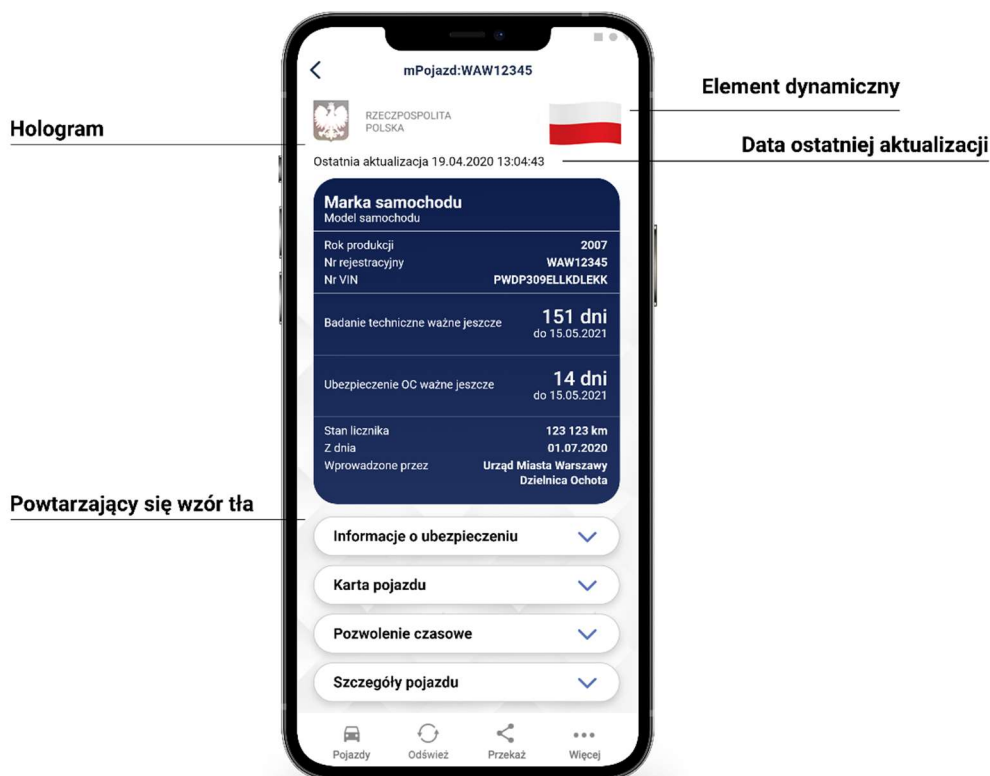 mPojazd:WAW12345
Element dynamiczny
Hologram
RZECZPOSPOLITA
POLSKA
Data ostatniej aktualizacji
Ostatnia aktualizacja 19.04.2020 13:04:43
Marka samochodu
Model samochodu
Rok produkcji 2007
Nr rejestracyjny WAW12345
Nr VIN PWDP309ELLKDLEKK
Badanie techniczne ważne jeszcze 151 dni
do 15.05.2021
Ubezpieczenie OC ważne jeszcze 14 dni
do 15.05.2021
Stan licznika 123 123 km
Z dnia 01.07.2020
Wprowadzone przez Urząd Miasta Warszawy
Dzielnica Ochota
Powtarzający się wzór tła
Informacje o ubezpieczeniu
Karta pojazdu
Pozwolenie czasowe
Szczegóły pojazdu
Pojazdy Odśwież Przekaż Więcej